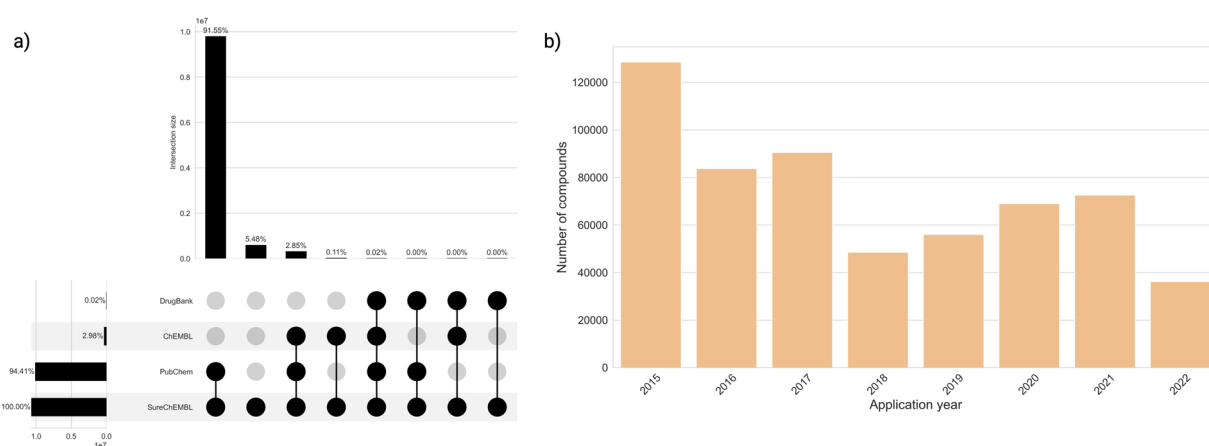 a)
1e7
91.55%
1.0
0.8
0.6
0.4
0.2
0.0
Intersection size
5.48%
2.85%
0.11%
0.02%
0.00%
0.00%
0.00%
0.02%
DrugBank
2.98%
ChEMBL
94.41%
PubChem
100.00%
SureChEMBL
1.0 0.5 0.0
1e7
b)
120000
100000
80000
60000
40000
20000
0
Number of compounds
2015 2016 2017 2018 2019 2020 2021 2022
Application year